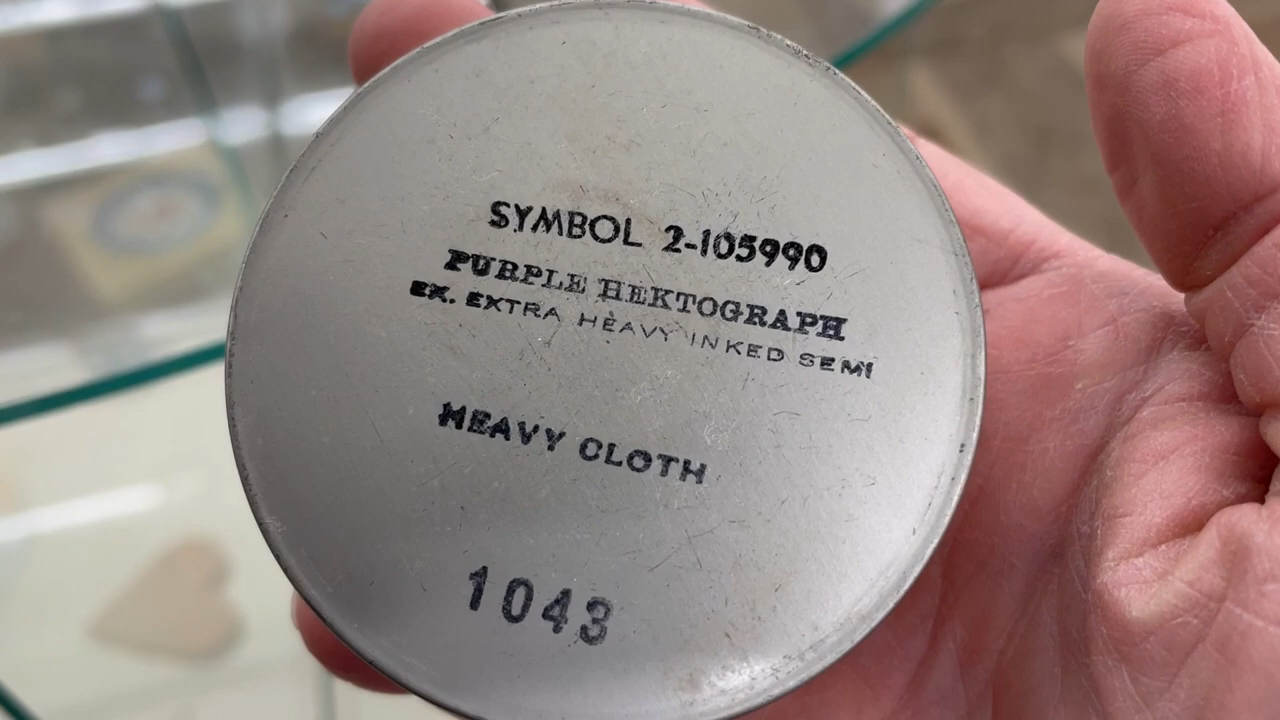 SYMBOL 2-105990
PURPLE HEKTOGRAPH
EX. EXTRA HEAVY INKED SEMI
HEAVY CLOTH
1043